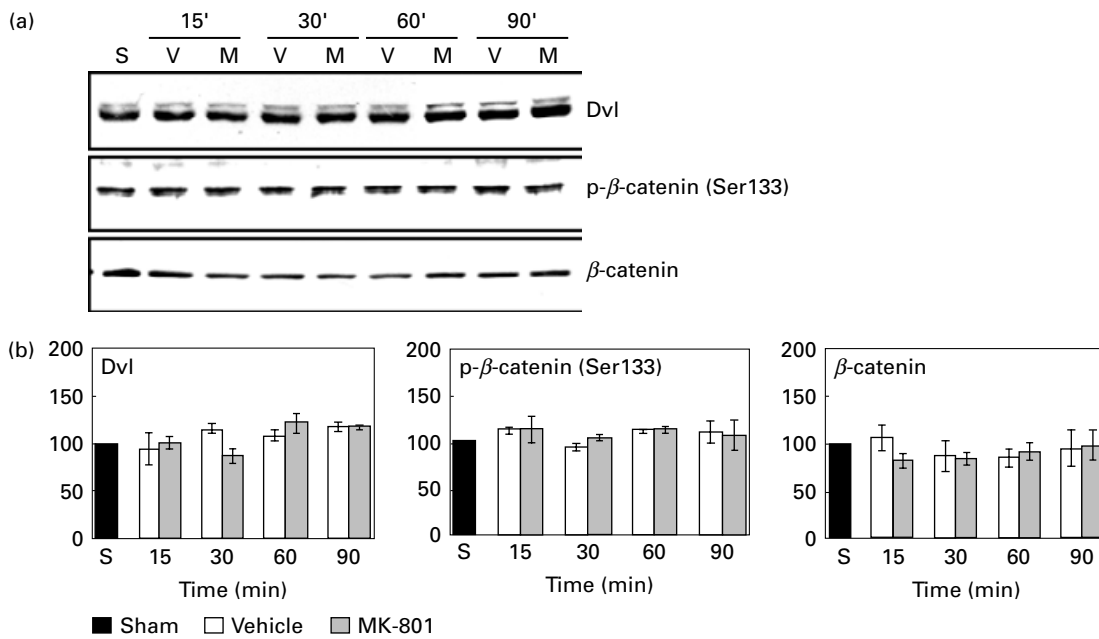 (a)
15' 30' 60' 90'
S V M V M V M V M
Dvl
p-β-catenin (Ser133)
β-catenin
(b)
Dvl
200
150
100
50
0
S 15 30 60 90
Time (min)
p-β-catenin (Ser133)
200
150
100
50
0
S 15 30 60 90
Time (min)
β-catenin
200
150
100
50
0
S 15 30 60 90
Time (min)
Sham Vehicle MK-801